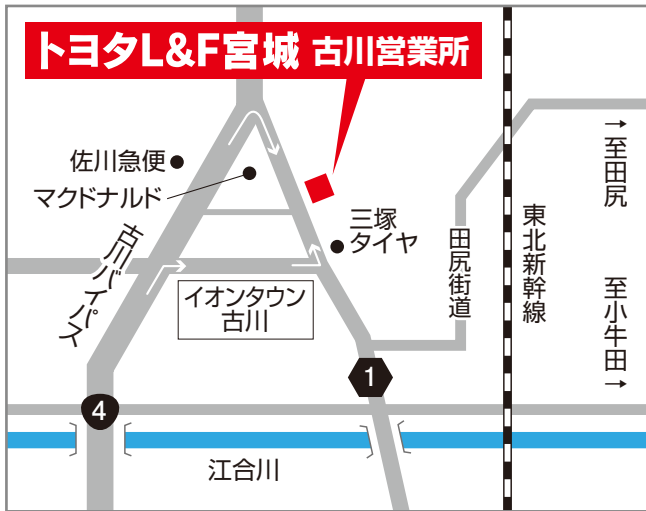 トヨタL&F宮城 古川営業所
佐川急便
マクドナルド
三塚
タイヤ
古川バイパス
イオンタウン
古川
田尻街道
東北新幹線
→至田尻
至小牛田→
1
4
江合川